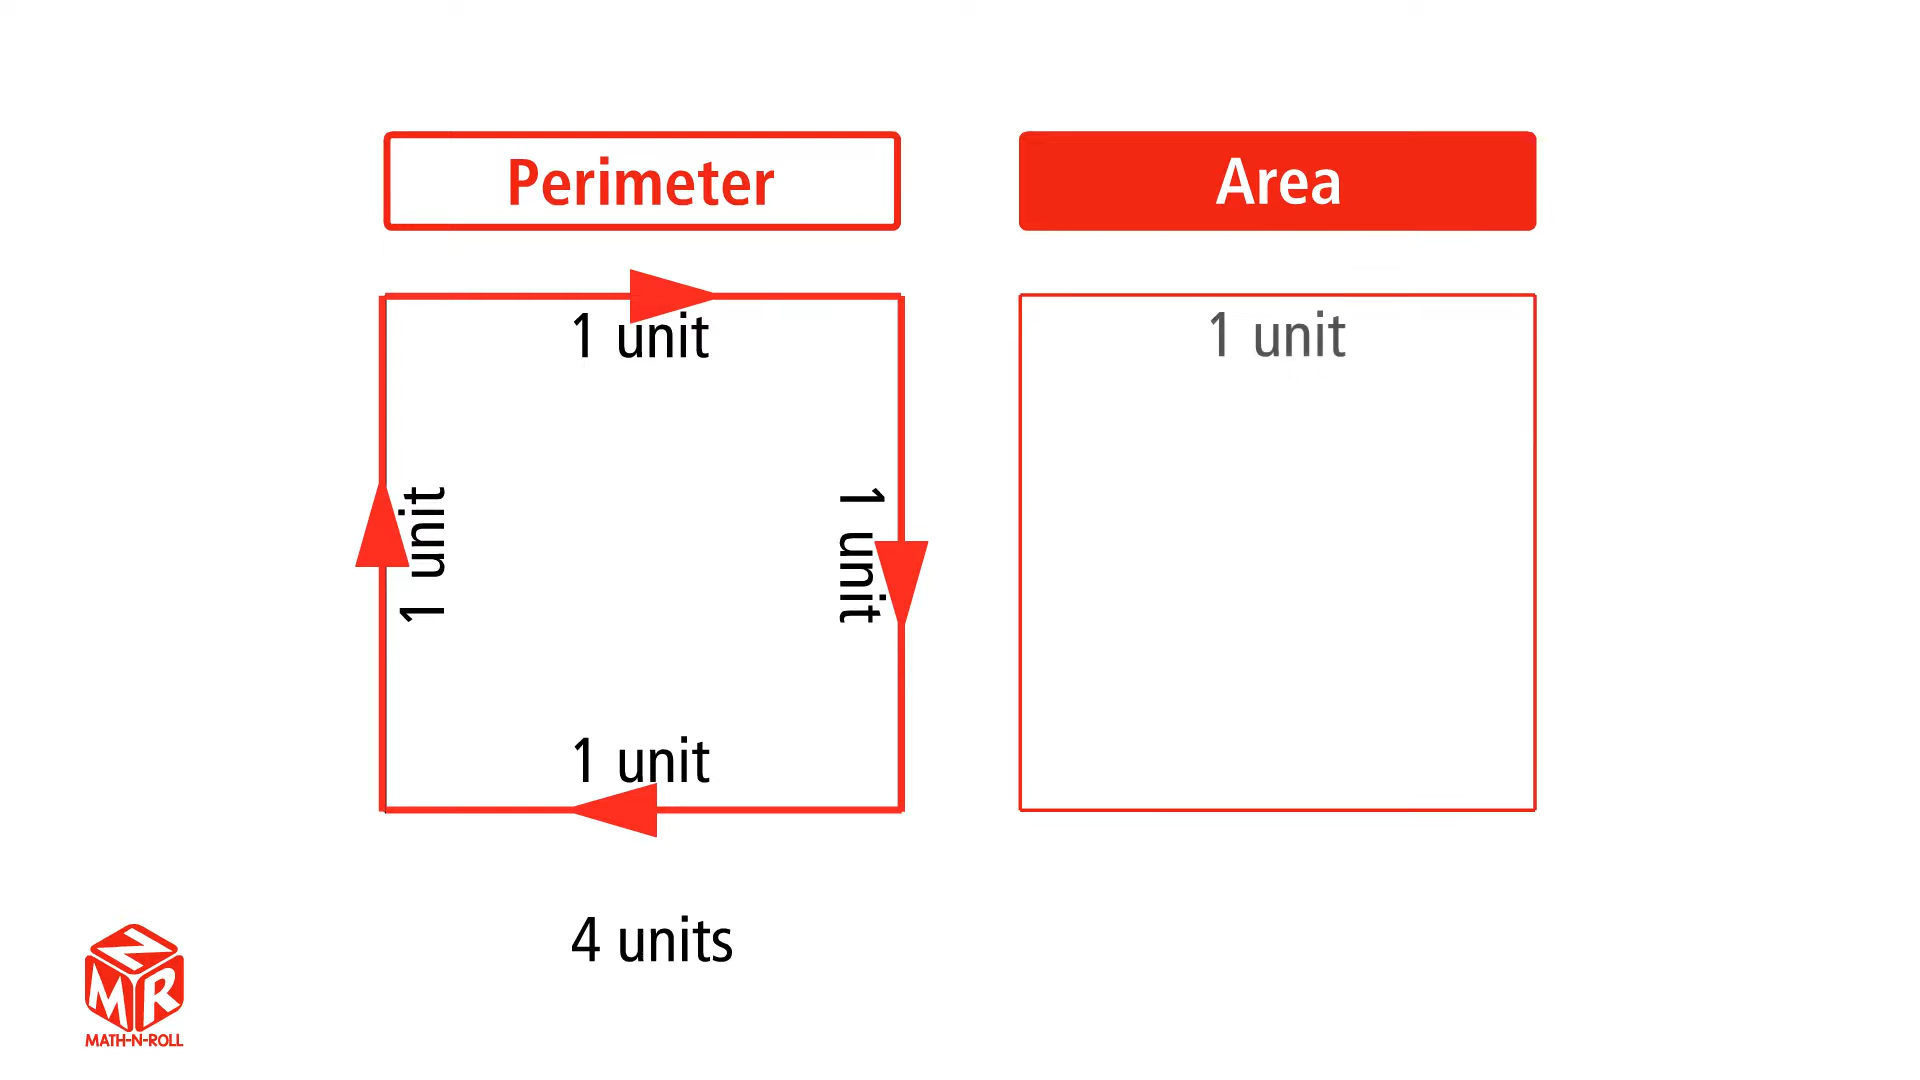 Perimeter
Area
1 unit
1 unit
1 unit
1 unit
1 unit
4 units
N
M R
MATH-N-ROLL